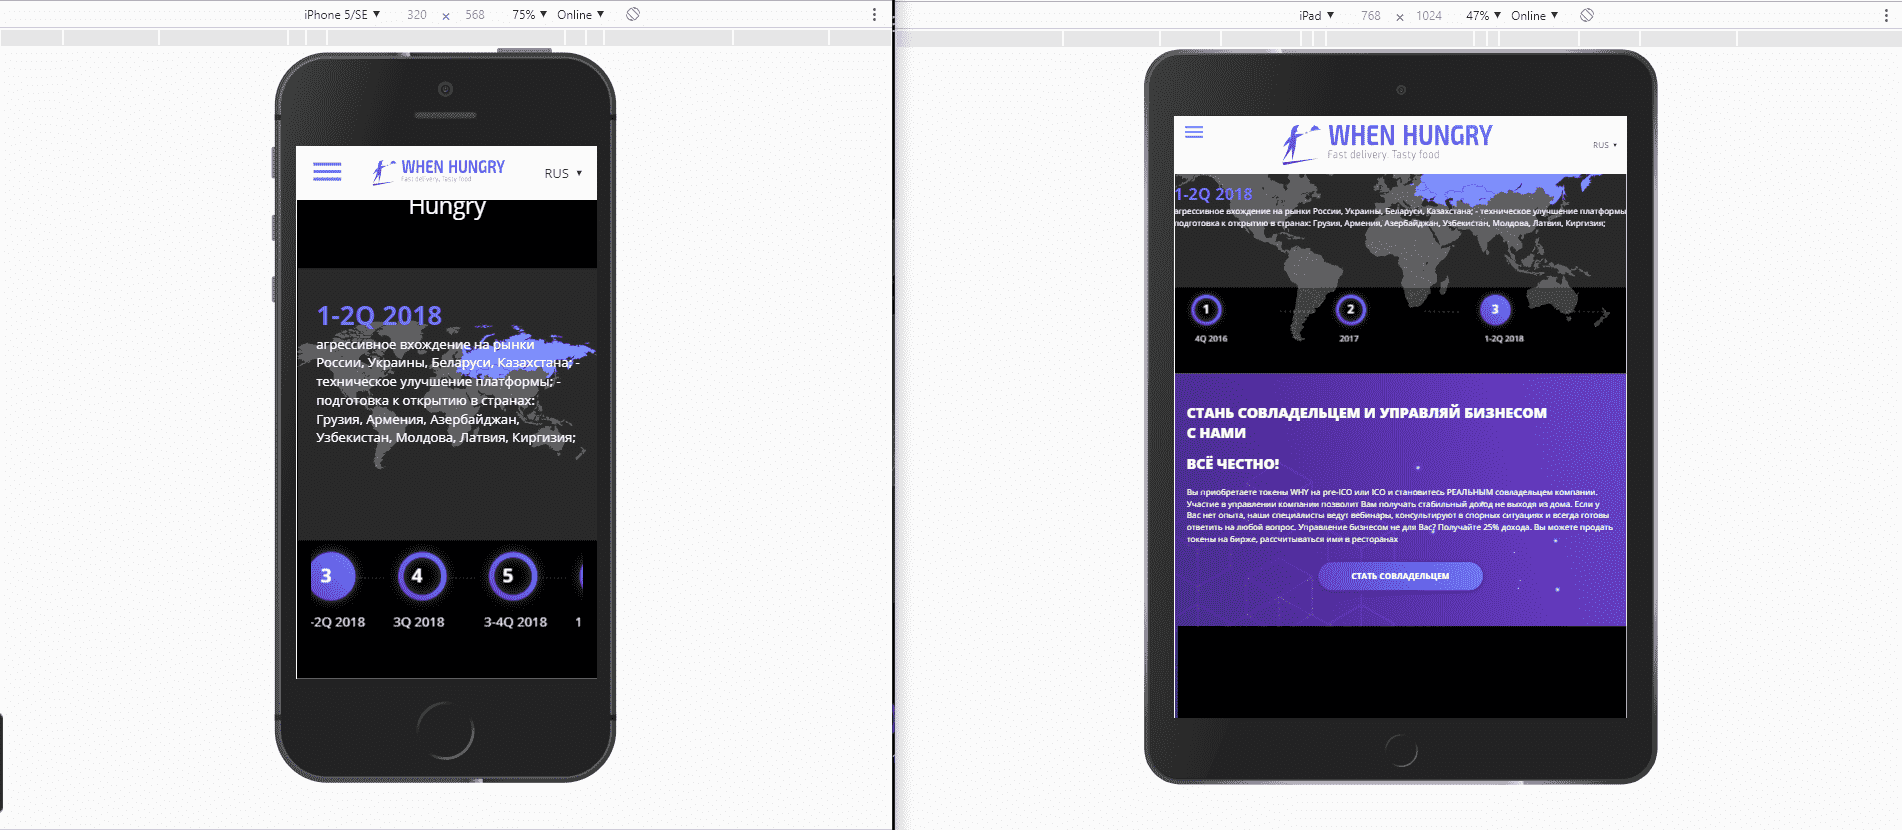 iPhone 5/SE ▼ 320 x 568 75% ▼ Online ▼
WHEN HUNGRY
Fast delivery. Tasty food
RUS ▼
Hungry
1-2Q 2018
агрессивное вхождение на рынки
России, Украины, Беларуси, Казахстана; -
техническое улучшение платформы; -
подготовка к открытию в странах:
Грузия, Армения, Азербайджан,
Узбекистан, Молдова, Латвия, Киргизия;
3 4 5
-2Q 2018 3Q 2018 3-4Q 2018 1
iPad ▼ 768 x 1024 47% ▼ Online ▼
WHEN HUNGRY
Fast delivery. Tasty food
RUS ▼
1-2Q 2018
агрессивное вхождение на рынки России, Украины, Беларуси, Казахстана; - техническое улучшение платформы
подготовка к открытию в странах: Грузия, Армения, Азербайджан, Узбекистан, Молдова, Латвия, Киргизия;
1 2 3
4Q 2016 2017 1-2Q 2018
СТАНЬ СОВЛАДЕЛЬЦЕМ И УПРАВЛЯЙ БИЗНЕСОМ
С НАМИ
ВСЁ ЧЕСТНО!
Вы приобретаете токены WHY на pre-ICO или ICO и становитесь РЕАЛЬНЫМ совладельцем компании.
Участие в управлении компании позволит Вам получать стабильный доход не выходя из дома. Если у
Вас нет опыта, наши специалисты ведут вебинары, консультируют в спорных ситуациях и всегда готовы
ответить на любой вопрос. Управление бизнесом не для Вас? Получайте 25% дохода. Вы можете продать
токены на бирже, рассчитываться ими в ресторанах
СТАТЬ СОВЛАДЕЛЬЦЕМ